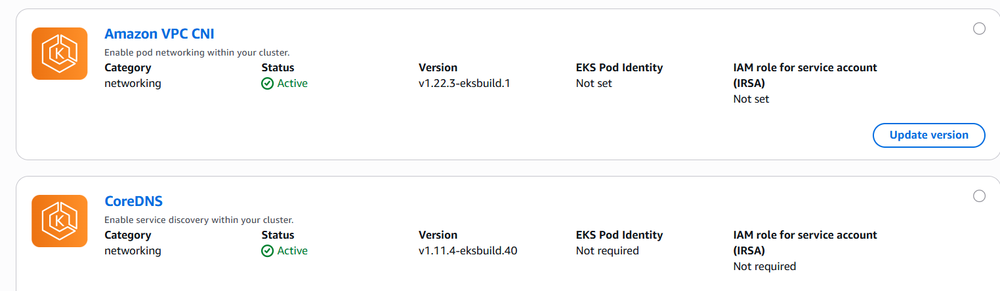 Amazon VPC CNI
Enable pod networking within your cluster.
Category Status Version EKS Pod Identity IAM role for service account
networking Active v1.22.3-eksbuild.1 Not set (IRSA)
Not set
Update version
CoreDNS
Enable service discovery within your cluster.
Category Status Version EKS Pod Identity IAM role for service account
networking Active v1.11.4-eksbuild.40 Not required (IRSA)
Not required